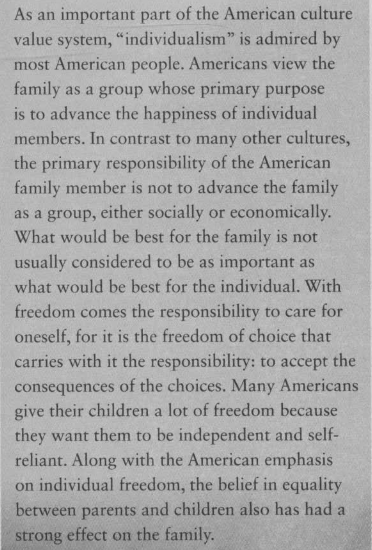 As an important part of the American culture
value system, “individualism” is admired by
most American people. Americans view the
family as a group whose primary purpose
is to advance the happiness of individual
members. In contrast to many other cultures,
the primary responsibility of the American
family member is not to advance the family
as a group, either socially or economically.
What would be best for the family is not
usually considered to be as important as
what would be best for the individual. With
freedom comes the responsibility to care for
oneself, for it is the freedom of choice that
carries with it the responsibility: to accept the
consequences of the choices. Many Americans
give their children a lot of freedom because
they want them to be independent and self-
reliant. Along with the American emphasis
on individual freedom, the belief in equality
between parents and children also has had a
strong effect on the family.